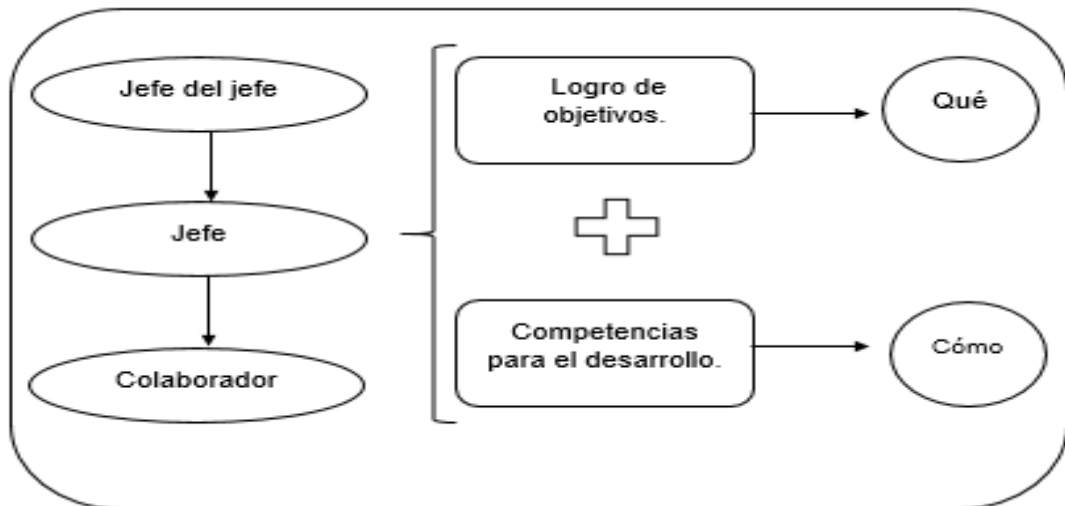 Jefe del jefe
Jefe
Colaborador
Logro de
objetivos.
Qué
Competencias
para el desarrollo.
Cómo